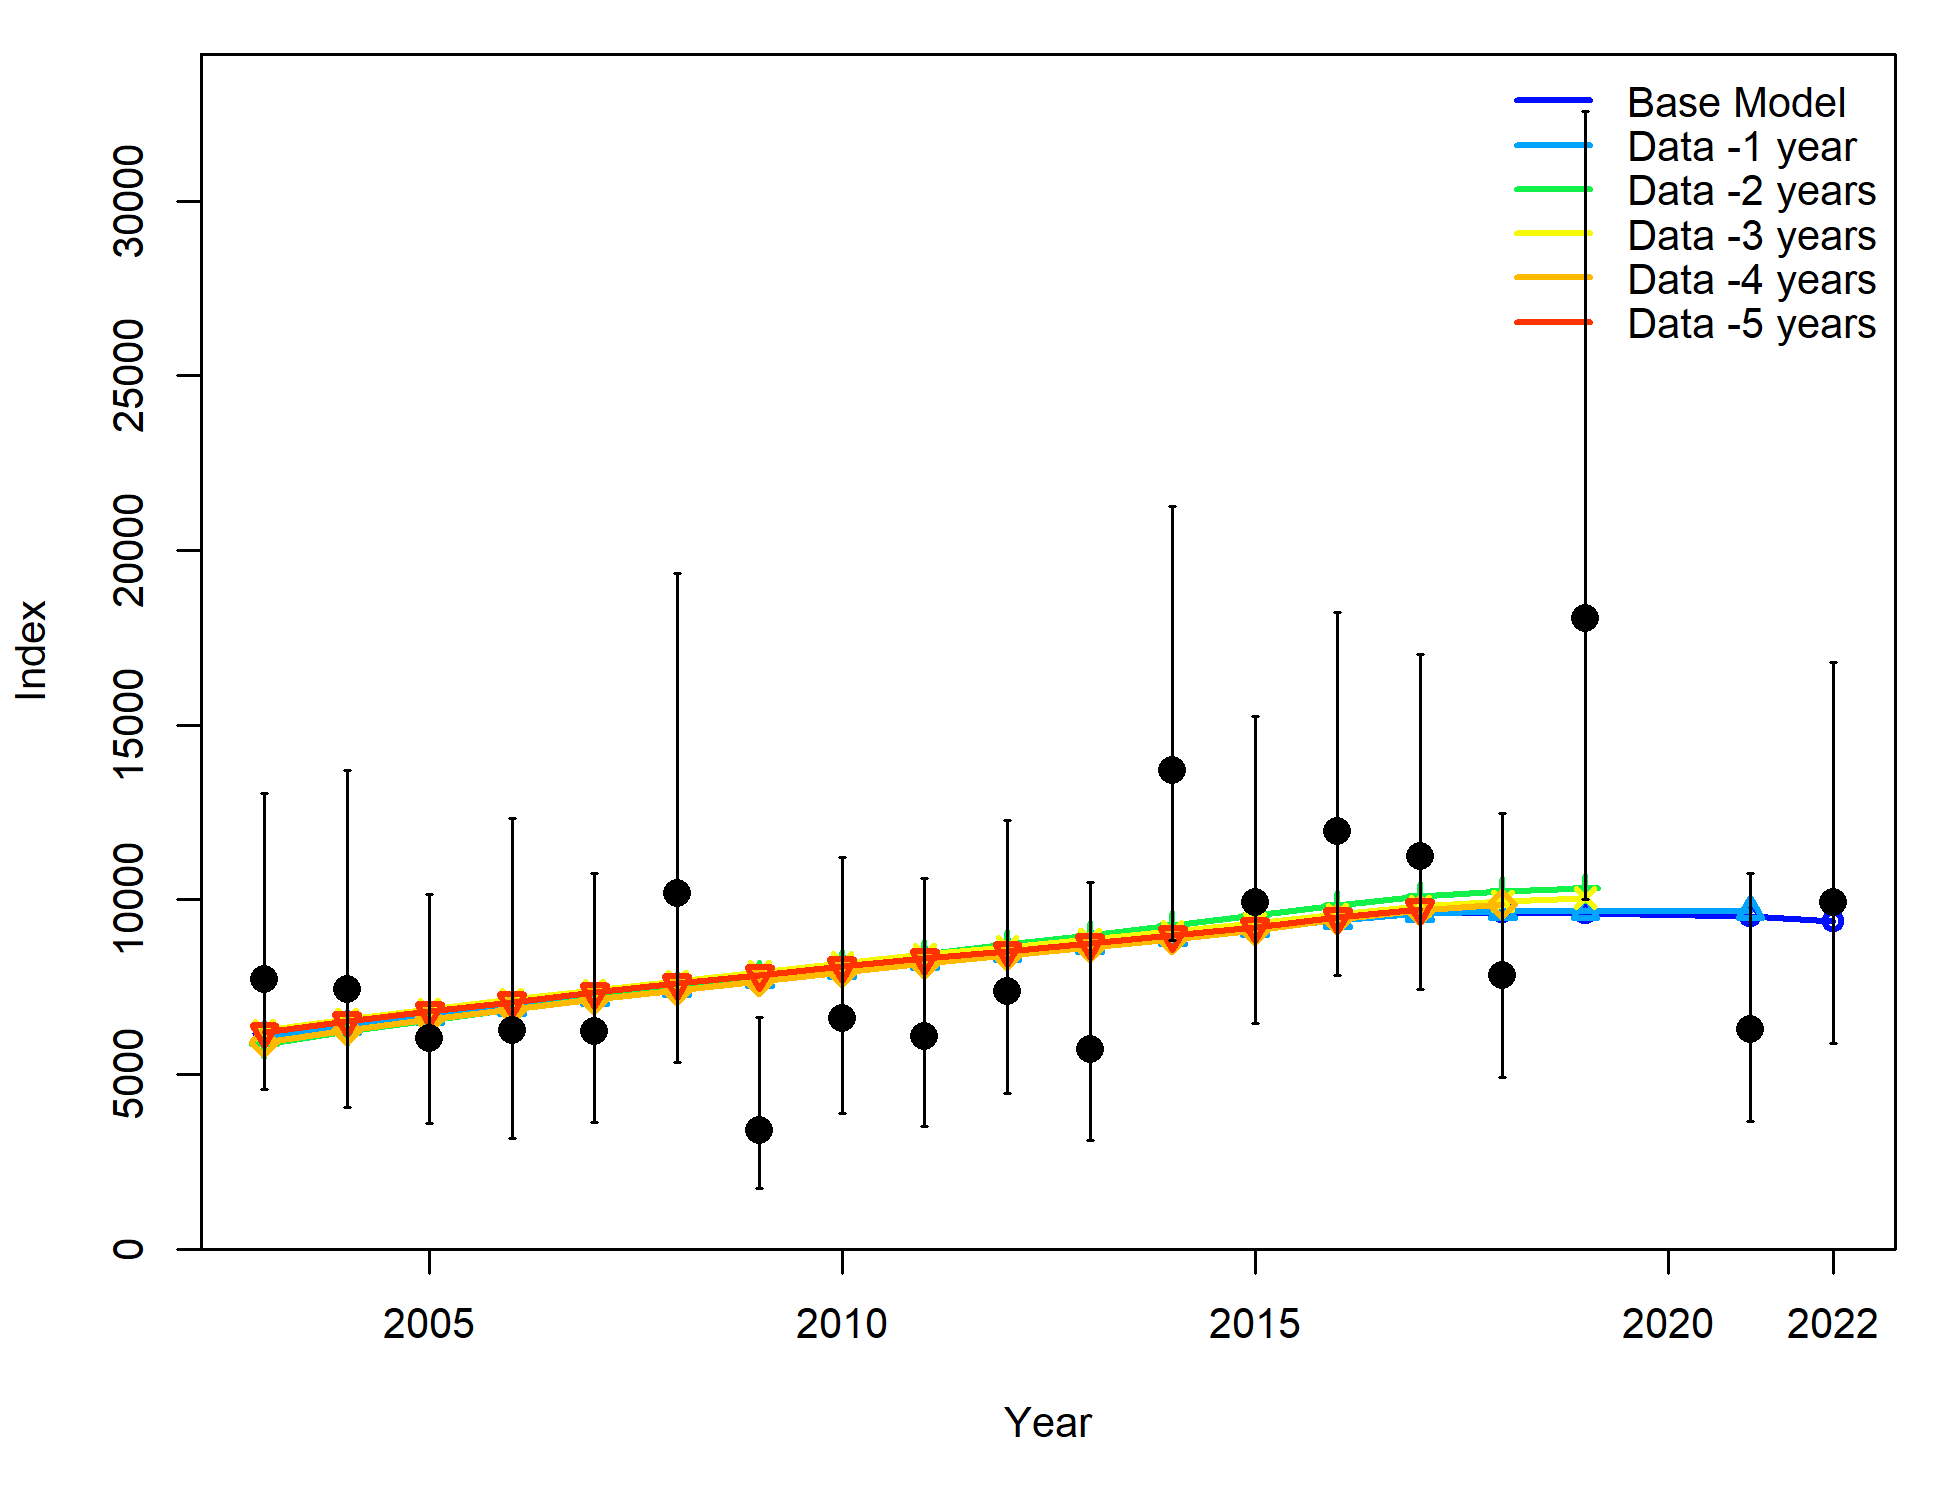 Base Model
Data -1 year
Data -2 years
Data -3 years
Data -4 years
Data -5 years
Index
30000
25000
20000
15000
10000
5000
0
2005 2010 2015 2020 2022
Year